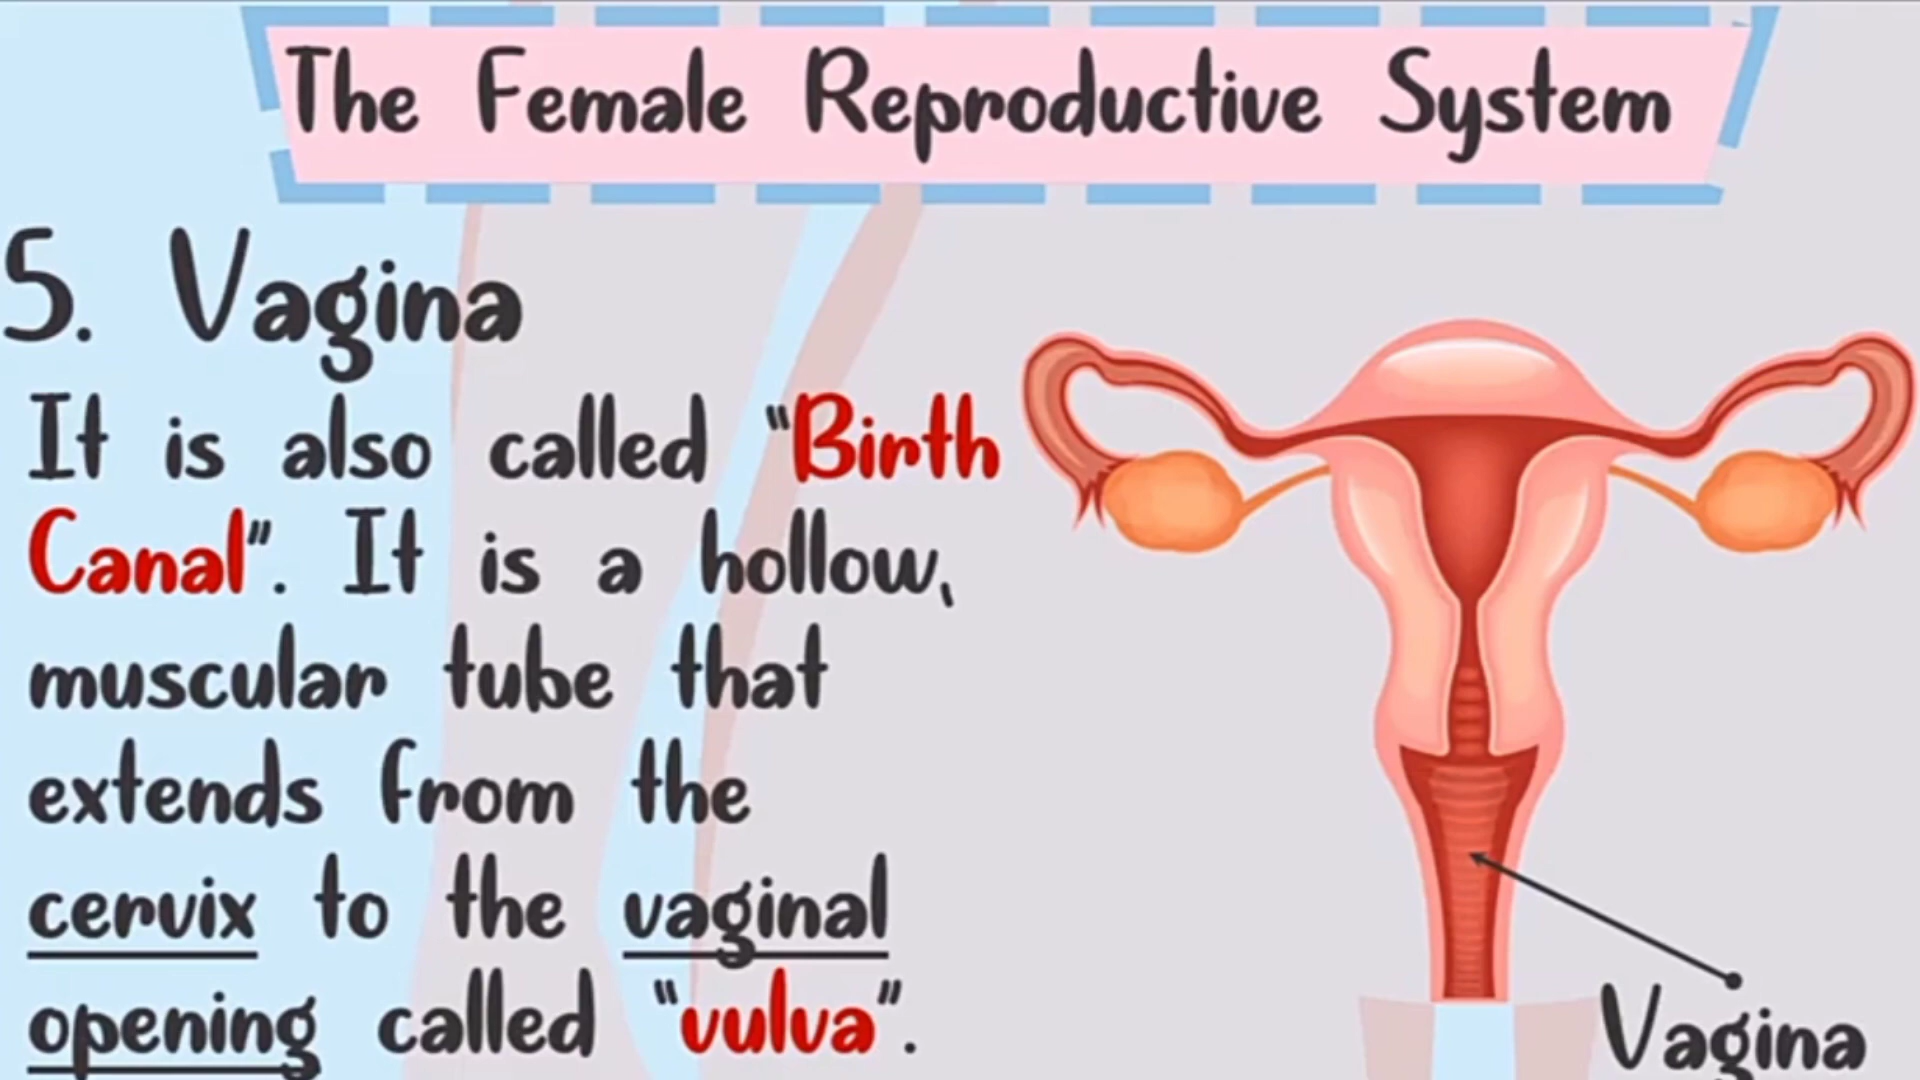 The Female Reproductive System
5. Vagina
It is also called "Birth
Canal". It is a hollow,
muscular tube that
extends from the
cervix to the vaginal
opening called "vulva".
Vagina